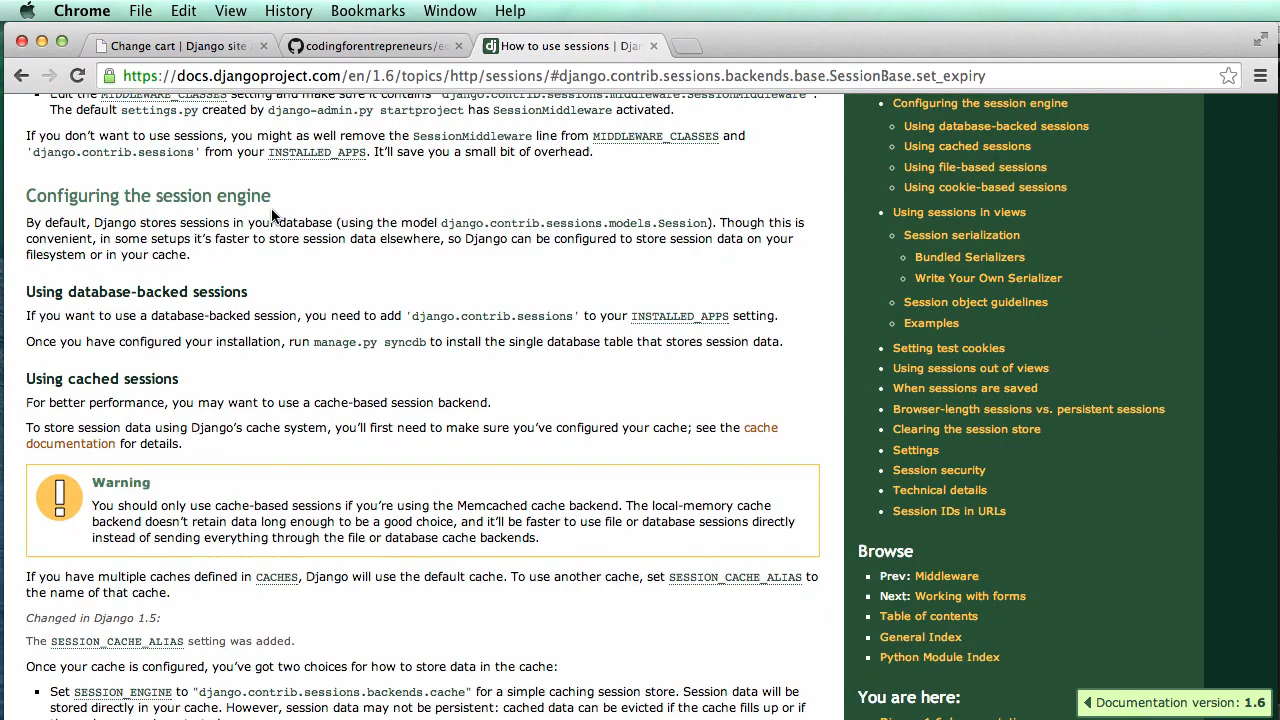 Chrome File Edit View History Bookmarks Window Help
Change cart | Django site codingforentrepreneurs/e How to use sessions | Djan
https://docs.djangoproject.com/en/1.6/topics/http/sessions/#django.contrib.sessions.backends.base.SessionBase.set_expiry
Edit the MIDDLEWARE_CLASSES setting and make sure it contains 'django.contrib.sessions.middleware.SessionMiddleware'.
The default settings.py created by django-admin.py startproject has SessionMiddleware activated.
If you don't want to use sessions, you might as well remove the SessionMiddleware line from MIDDLEWARE_CLASSES and
'django.contrib.sessions' from your INSTALLED_APPS. It'll save you a small bit of overhead.
Configuring the session engine
By default, Django stores sessions in your database (using the model django.contrib.sessions.models.Session). Though this is
convenient, in some setups it's faster to store session data elsewhere, so Django can be configured to store session data on your
filesystem or in your cache.
Using database-backed sessions
If you want to use a database-backed session, you need to add 'django.contrib.sessions' to your INSTALLED_APPS setting.
Once you have configured your installation, run manage.py syncdb to install the single database table that stores session data.
Using cached sessions
For better performance, you may want to use a cache-based session backend.
To store session data using Django's cache system, you'll first need to make sure you've configured your cache; see the cache
documentation for details.
Warning
You should only use cache-based sessions if you're using the Memcached cache backend. The local-memory cache
backend doesn't retain data long enough to be a good choice, and it'll be faster to use file or database sessions directly
instead of sending everything through the file or database cache backends.
If you have multiple caches defined in CACHES, Django will use the default cache. To use another cache, set SESSION_CACHE_ALIAS to
the name of that cache.
Changed in Django 1.5:
The SESSION_CACHE_ALIAS setting was added.
Once your cache is configured, you've got two choices for how to store data in the cache:
Set SESSION_ENGINE to "django.contrib.sessions.backends.cache" for a simple caching session store. Session data will be
stored directly in your cache. However, session data may not be persistent: cached data can be evicted if the cache fills up or if
Configuring the session engine
Using database-backed sessions
Using cached sessions
Using file-based sessions
Using cookie-based sessions
Using sessions in views
Session serialization
Bundled Serializers
Write Your Own Serializer
Session object guidelines
Examples
Setting test cookies
Using sessions out of views
When sessions are saved
Browser-length sessions vs. persistent sessions
Clearing the session store
Settings
Session security
Technical details
Session IDs in URLs
Browse
Prev: Middleware
Next: Working with forms
Table of contents
General Index
Python Module Index
You are here:
Documentation version: 1.6